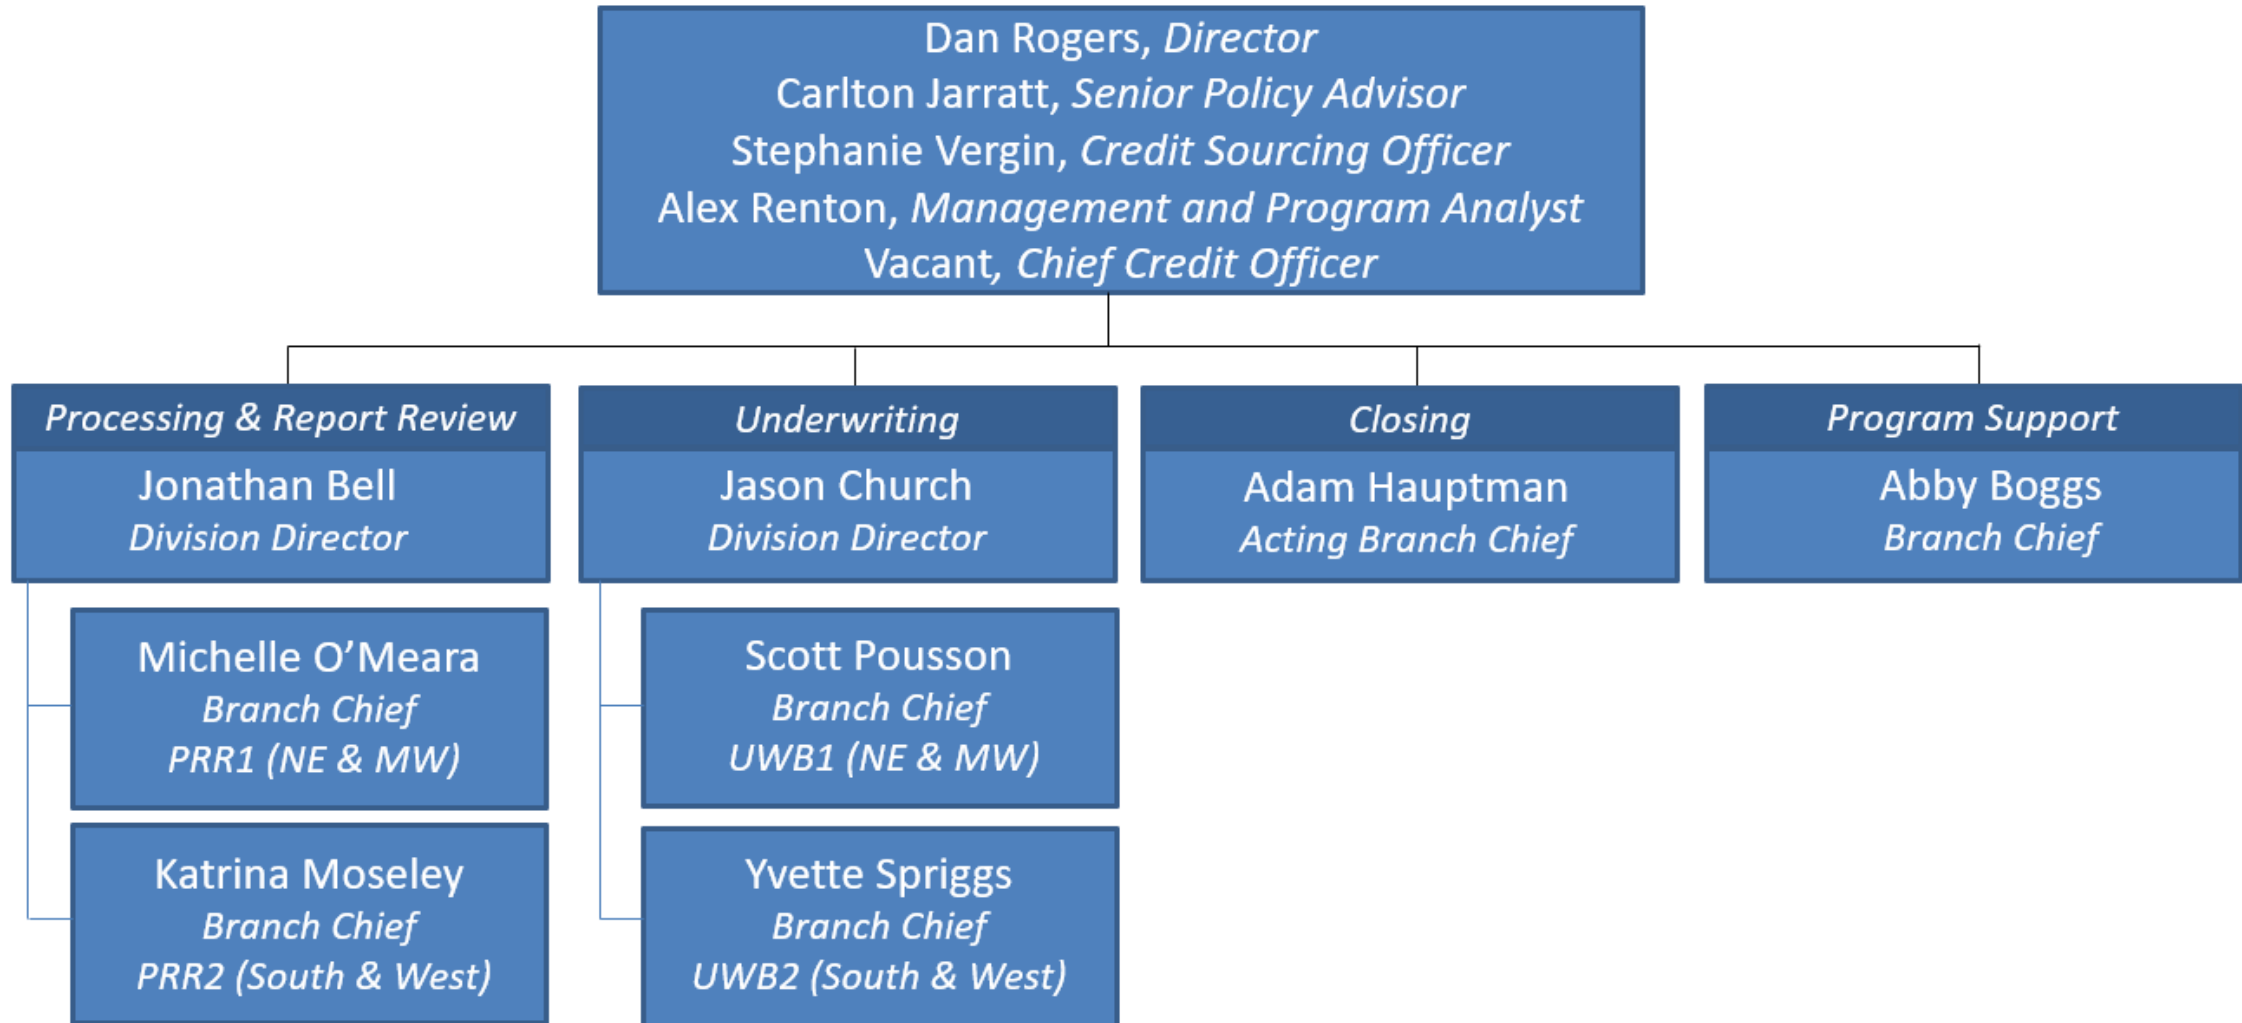 Dan Rogers, Director
Carlton Jarratt, Senior Policy Advisor
Stephanie Vergin, Credit Sourcing Officer
Alex Renton, Management and Program Analyst
Vacant, Chief Credit Officer
Processing & Report Review
Jonathan Bell
Division Director
Michelle O’Meara
Branch Chief
PRR1 (NE & MW)
Katrina Moseley
Branch Chief
PRR2 (South & West)
Underwriting
Jason Church
Division Director
Scott Pousson
Branch Chief
UWB1 (NE & MW)
Yvette Spriggs
Branch Chief
UWB2 (South & West)
Closing
Adam Hauptman
Acting Branch Chief
Program Support
Abby Boggs
Branch Chief